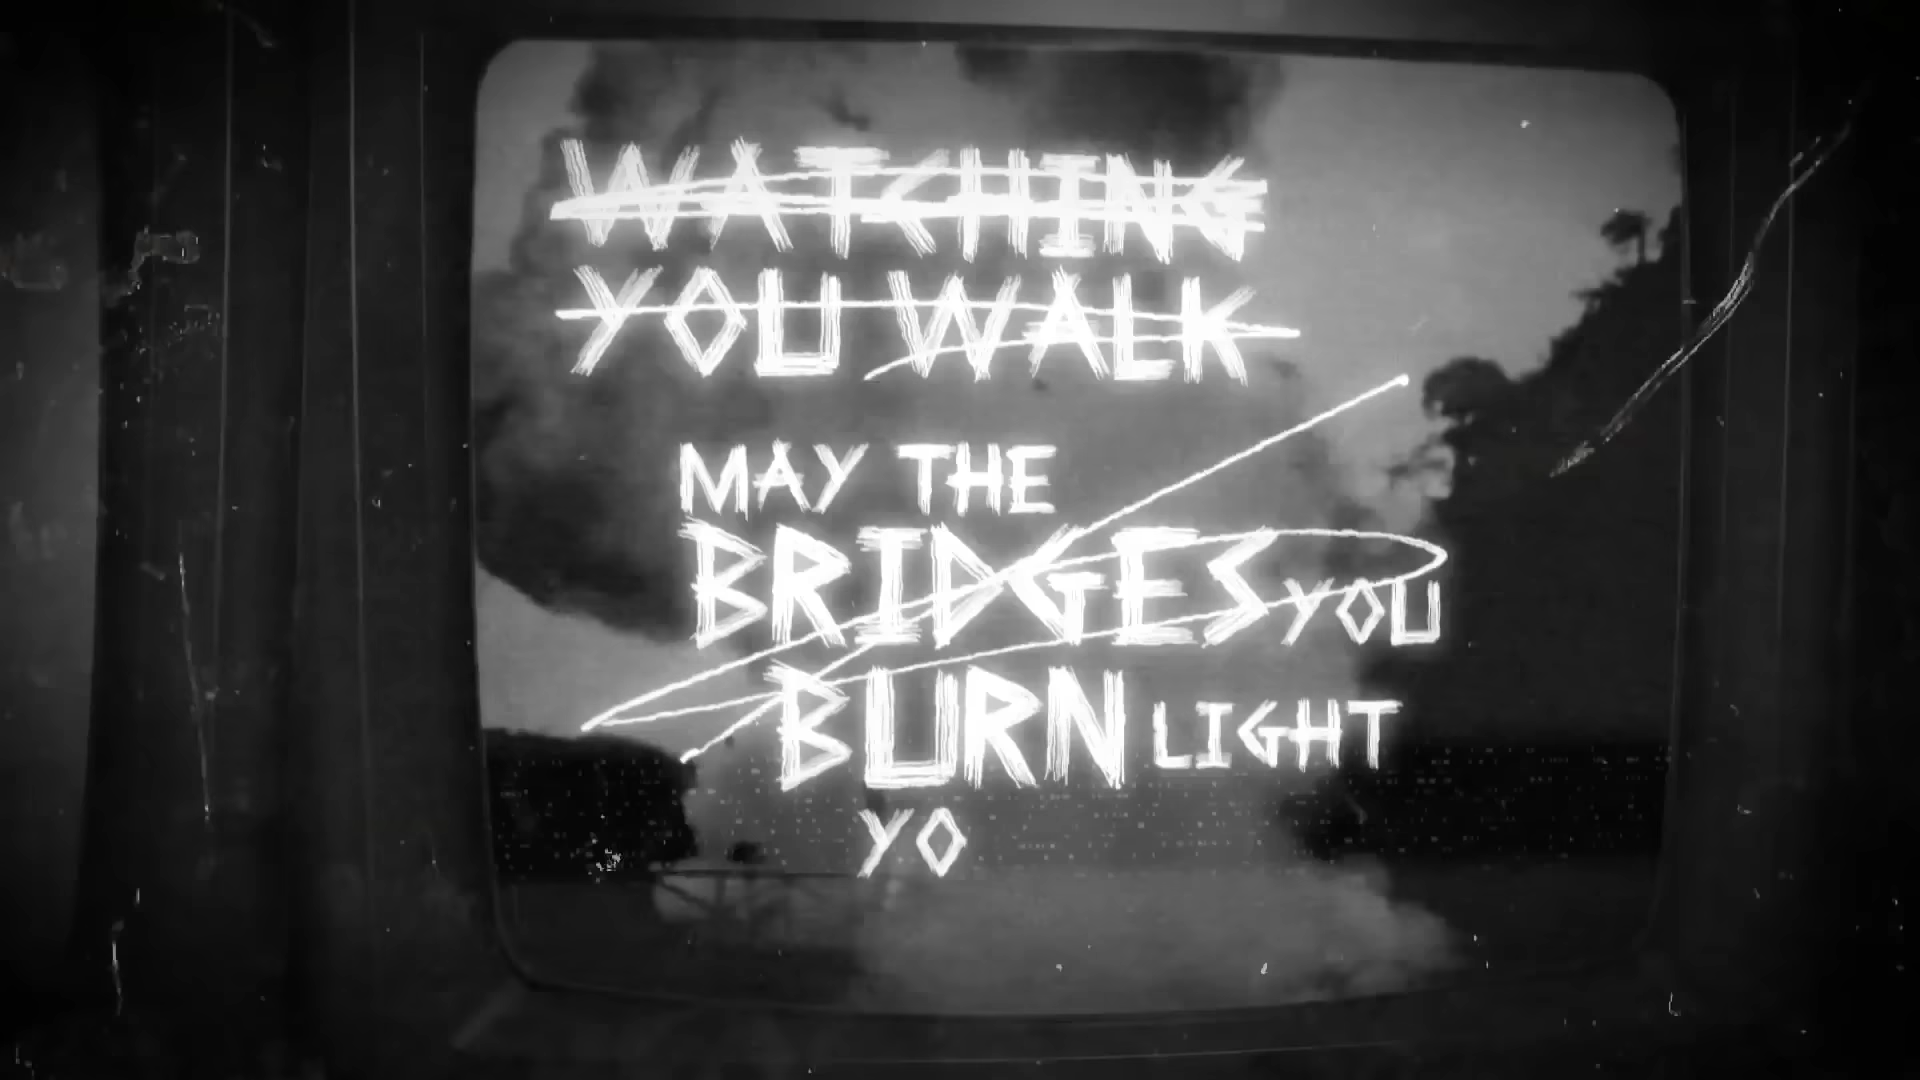 WATCHING
YOU WALK
MAY THE
BRIDGES YOU
BURN LIGHT
YO